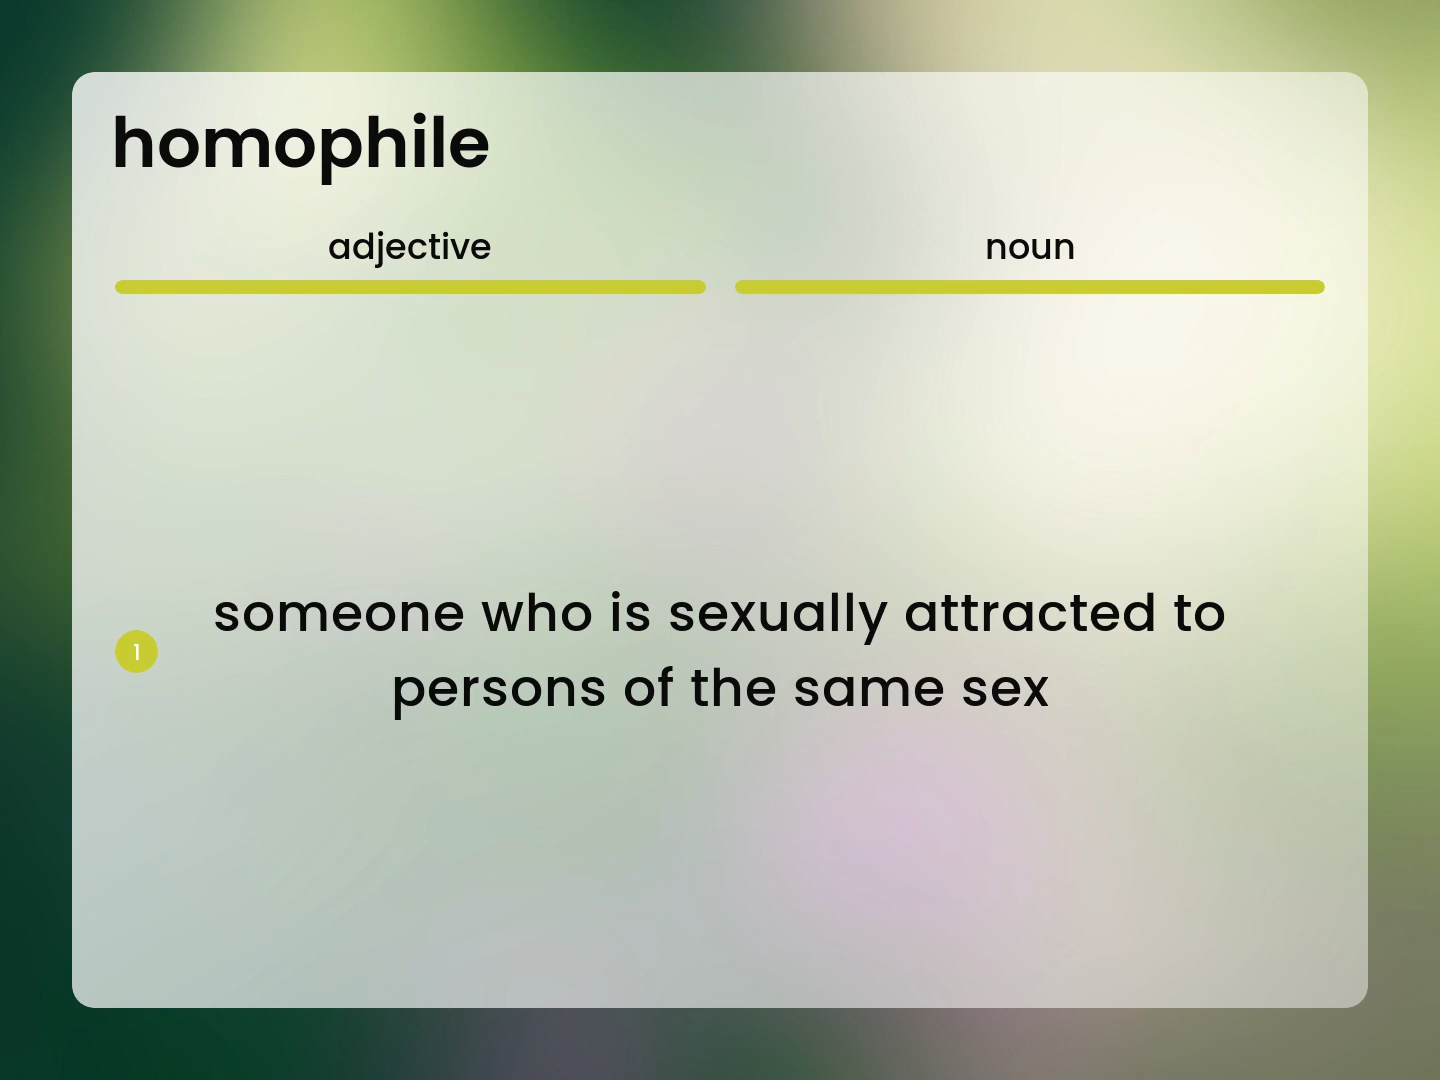 homophile
adjective
noun
1
someone who is sexually attracted to
persons of the same sex